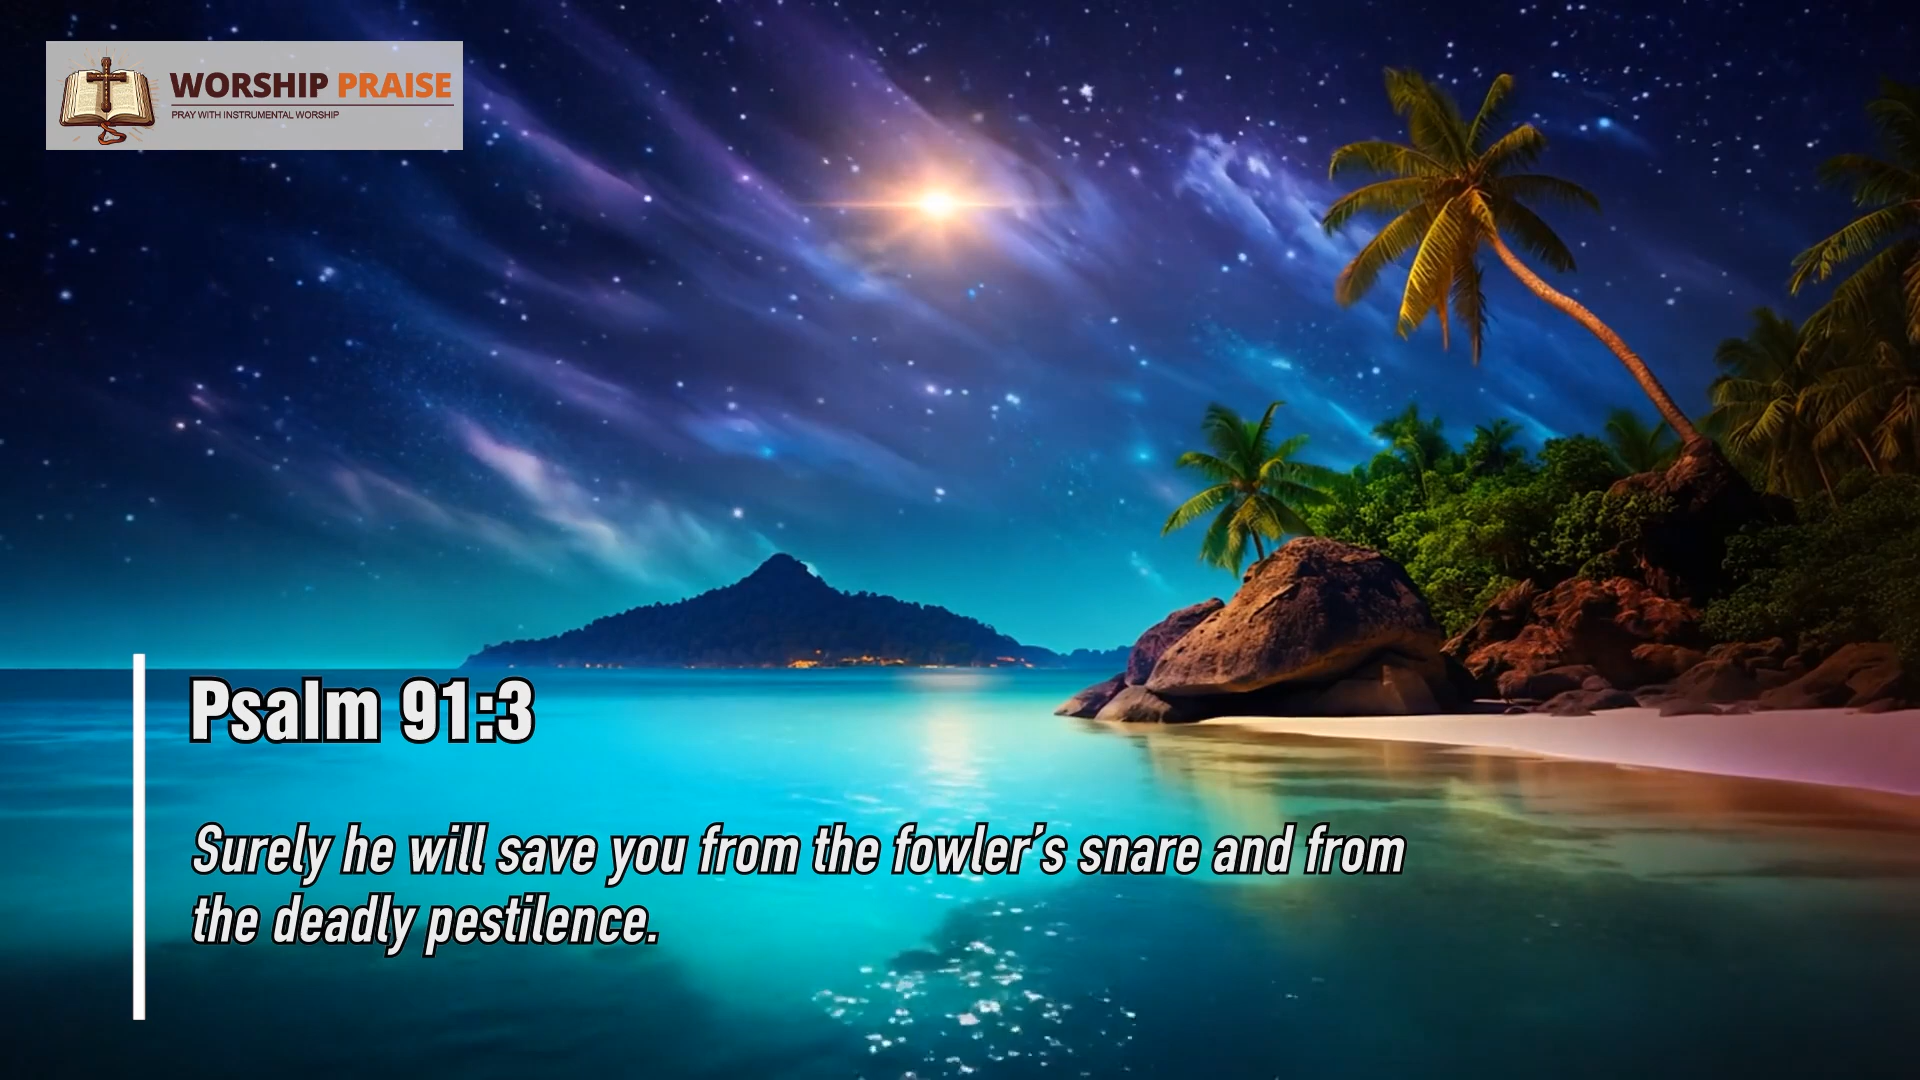 WORSHIP PRAISE
PRAY WITH INSTRUMENTAL WORSHIP
Psalm 91:3
Surely he will save you from the fowler’s snare and from
the deadly pestilence.